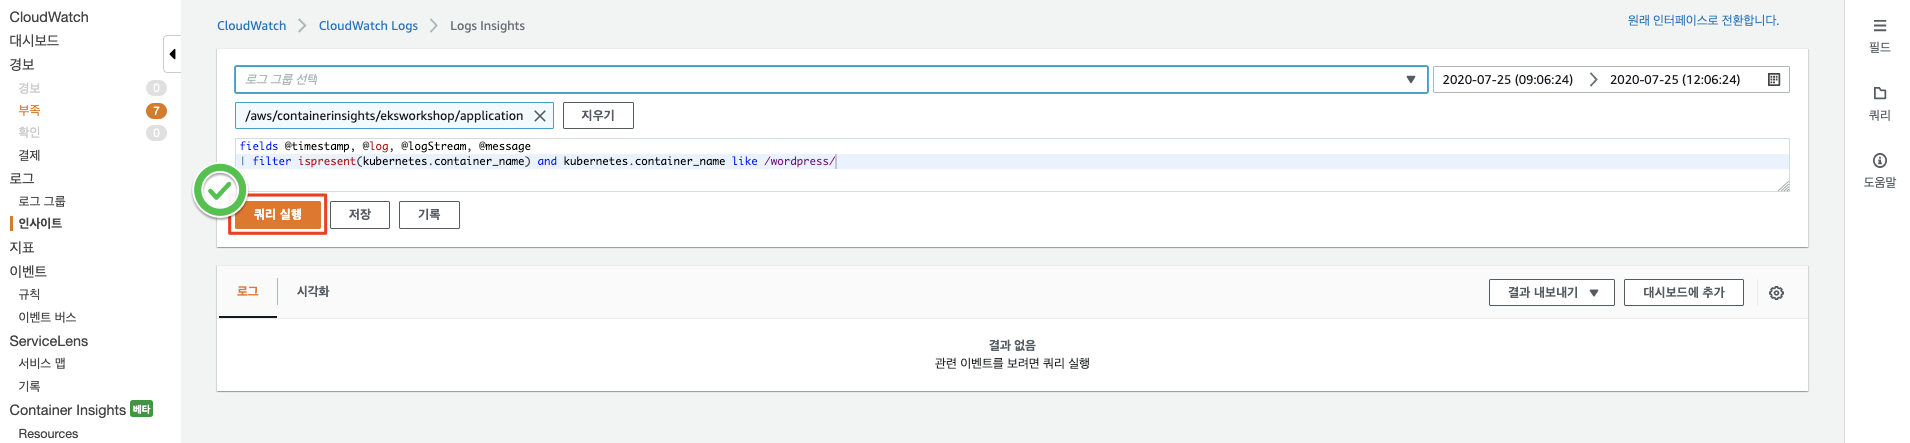 CloudWatch
대시보드
경보
경보 0
부족 7
확인 0
결제
로그
로그 그룹
인사이트
지표
이벤트
규칙
이벤트 버스
ServiceLens
서비스 맵
기록
Container Insights 베타
Resources
CloudWatch CloudWatch Logs Logs Insights
원래 인터페이스로 전환합니다.
로그 그룹 선택
2020-07-25 (09:06:24) 2020-07-25 (12:06:24)
/aws/containerinsights/eksworkshop/application
지우기
fields @timestamp, @log, @logStream, @message
| filter ispresent(kubernetes.container_name) and kubernetes.container_name like /wordpress/
쿼리 실행 저장 기록
로그 시각화
결과 내보내기 대시보드에 추가
결과 없음
관련 이벤트를 보려면 쿼리 실행
필드
쿼리
도움말